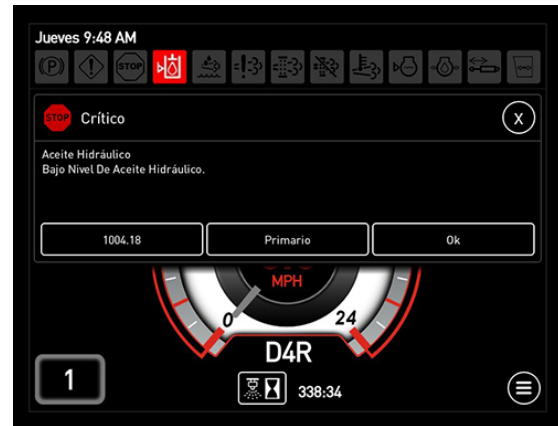 Jueves 9:48 AM
P
STOP
STOP Crítico X
Aceite Hidráulico
Bajo Nivel De Aceite Hidráulico.
1004.18 Primario Ok
MPH
0 24
D4R
1 338:34